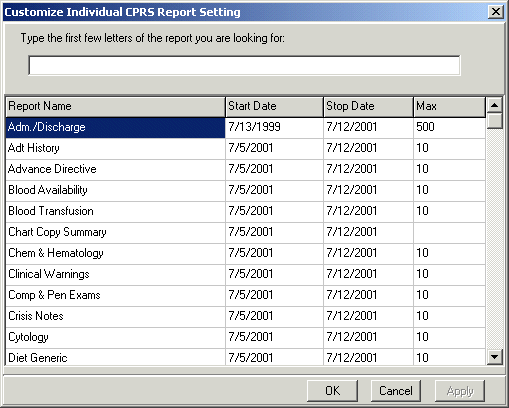 Customize Individual CPRS Report Setting
Type the first few letters of the report you are looking for:
Report Name Start Date Stop Date Max
Adm./Discharge 7/13/1999 7/12/2001 500
Adt History 7/5/2001 7/12/2001 10
Advance Directive 7/5/2001 7/12/2001 10
Blood Availability 7/5/2001 7/12/2001 10
Blood Transfusion 7/5/2001 7/12/2001 10
Chart Copy Summary 7/5/2001 7/12/2001
Chem & Hematology 7/5/2001 7/12/2001 10
Clinical Warnings 7/5/2001 7/12/2001 10
Comp & Pen Exams 7/5/2001 7/12/2001 10
Crisis Notes 7/5/2001 7/12/2001 10
Cytology 7/5/2001 7/12/2001 10
Diet Generic 7/5/2001 7/12/2001 10
OK Cancel Apply